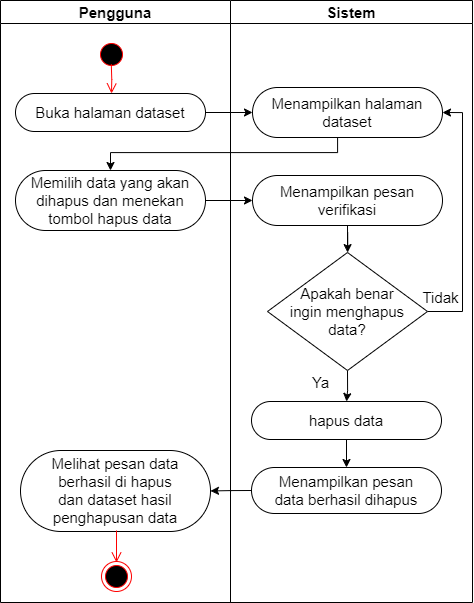 Pengguna
Sistem
Buka halaman dataset
Menampilkan halaman
dataset
Memilih data yang akan
dihapus dan menekan
tombol hapus data
Menampilkan pesan
verifikasi
Apakah benar
ingin menghapus
data?
Tidak
Ya
hapus data
Menampilkan pesan
data berhasil dihapus
Melihat pesan data
berhasil di hapus
dan dataset hasil
penghapusan data